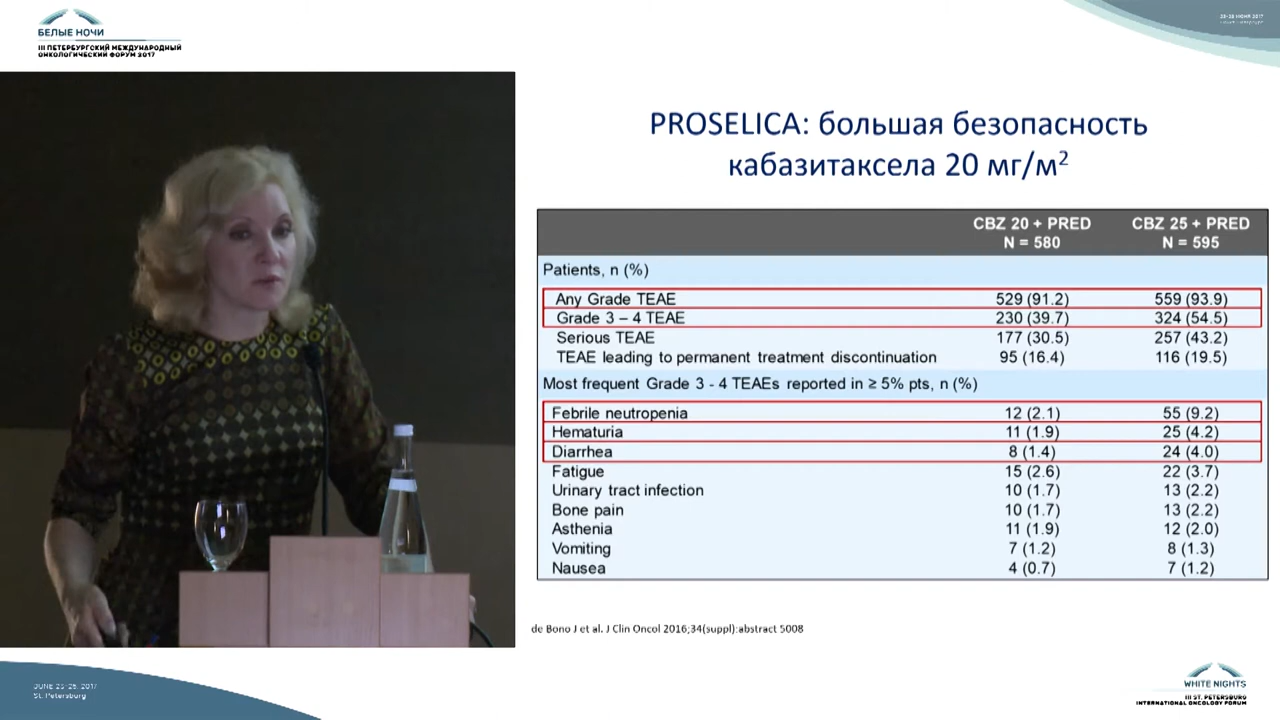 БЕЛЫЕ НОЧИ
III ПЕТЕРБУРГСКИЙ МЕЖДУНАРОДНЫЙ
ОНКОЛОГИЧЕСКИЙ ФОРУМ 2017
PROSELICA: большая безопасность
кабазитаксела 20 мг/м²
CBZ 20 + PRED CBZ 25 + PRED
N = 580 N = 595
Patients, n (%)
Any Grade TEAE 529 (91.2) 559 (93.9)
Grade 3 – 4 TEAE 230 (39.7) 324 (54.5)
Serious TEAE 177 (30.5) 257 (43.2)
TEAE leading to permanent treatment discontinuation 95 (16.4) 116 (19.5)
Most frequent Grade 3 - 4 TEAEs reported in ≥ 5% pts, n (%)
Febrile neutropenia 12 (2.1) 55 (9.2)
Hematuria 11 (1.9) 25 (4.2)
Diarrhea 8 (1.4) 24 (4.0)
Fatigue 15 (2.6) 22 (3.7)
Urinary tract infection 10 (1.7) 13 (2.2)
Bone pain 10 (1.7) 13 (2.2)
Asthenia 11 (1.9) 12 (2.0)
Vomiting 7 (1.2) 8 (1.3)
Nausea 4 (0.7) 7 (1.2)
de Bono J et al. J Clin Oncol 2016;34(suppl):abstract 5008
St. Petersburg
WHITE NIGHTS
III ST. PETERSBURG
INTERNATIONAL ONCOLOGY FORUM